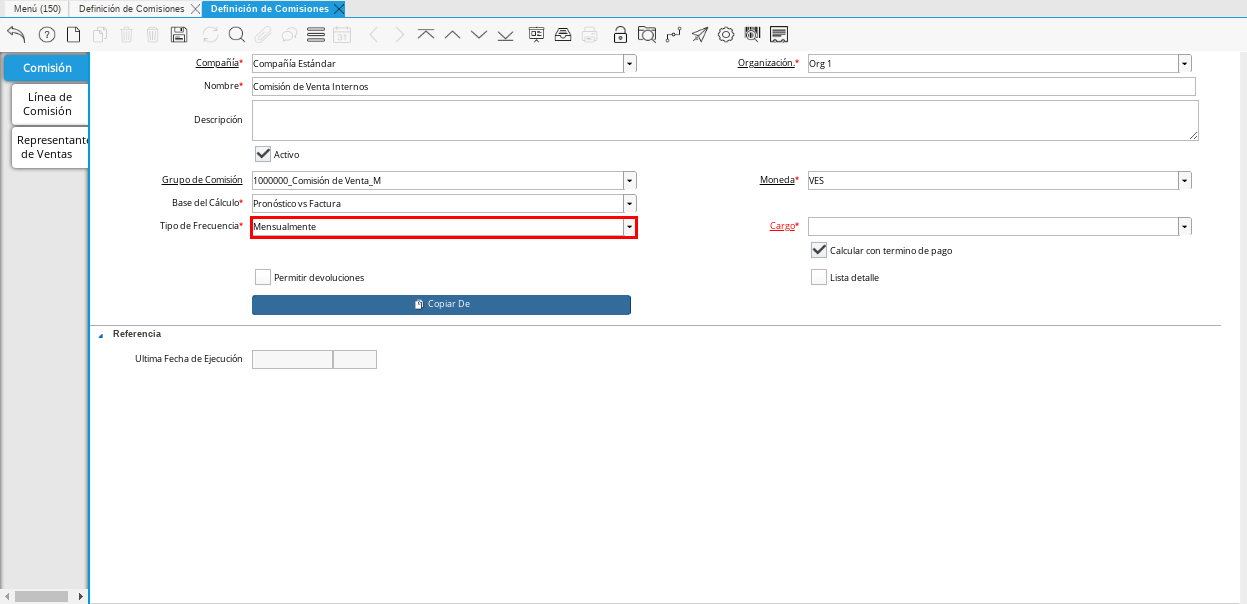 Menú (150) Definición de Comisiones Definición de Comisiones
? 31
Comisión
Línea de
Comisión
Representante
de Ventas
Compañía* Compañía Estándar Organización.* Org 1
Nombre* Comisión de Venta Internos
Descripción
Activo
Grupo de Comisión 1000000_Comisión de Venta_M Moneda* VES
Base del Cálculo* Pronóstico vs Factura
Tipo de Frecuencia* Mensualmente Cargo*
Calcular con termino de pago
Permitir devoluciones Lista detalle
Copiar De
Referencia
Ultima Fecha de Ejecución